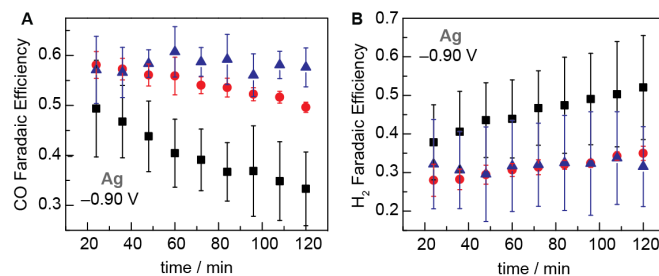 A
CO Faradaic Efficiency
0.7
0.6
0.5
0.4
0.3
Ag
–0.90 V
20 40 60 80 100 120
time / min
B
H2 Faradaic Efficiency
0.7
0.6
0.5
0.4
0.3
0.2
Ag
–0.90 V
20 40 60 80 100 120
time / min